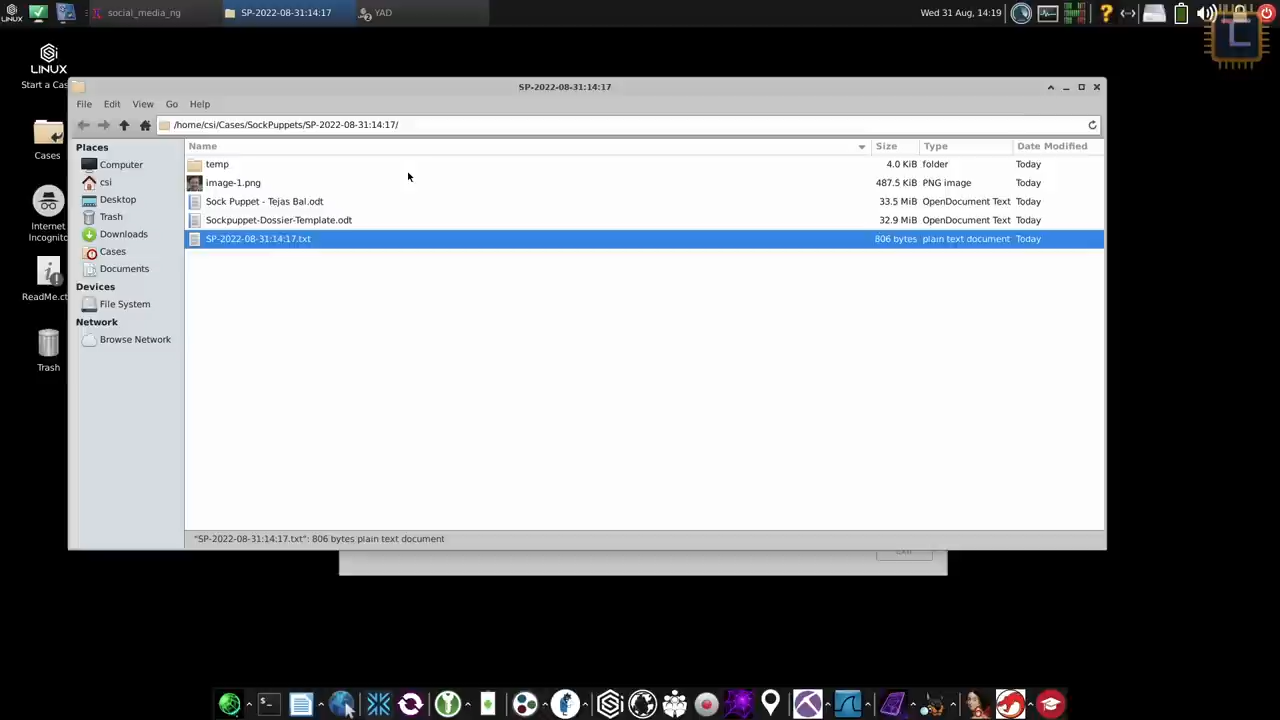 LINUX
social_media_ng
SP-2022-08-31:14:17
YAD
Wed 31 Aug, 14:19
SP-2022-08-31:14:17
File Edit View Go Help
/home/csi/Cases/SockPuppets/SP-2022-08-31:14:17/
LINUX
Start a Cas
Cases
Internet
Incognito
ReadMe.ct
Trash
Places
Computer
csi
Desktop
Trash
Downloads
Cases
Documents
Devices
File System
Network
Browse Network
Name Size Type Date Modified
temp 4.0 KiB folder Today
image-1.png 487.5 KiB PNG image Today
Sock Puppet - Tejas Bal.odt 33.5 MiB OpenDocument Text Today
Sockpuppet-Dossier-Template.odt 32.9 MiB OpenDocument Text Today
SP-2022-08-31:14:17.txt 806 bytes plain text document Today
"SP-2022-08-31:14:17.txt": 806 bytes plain text document